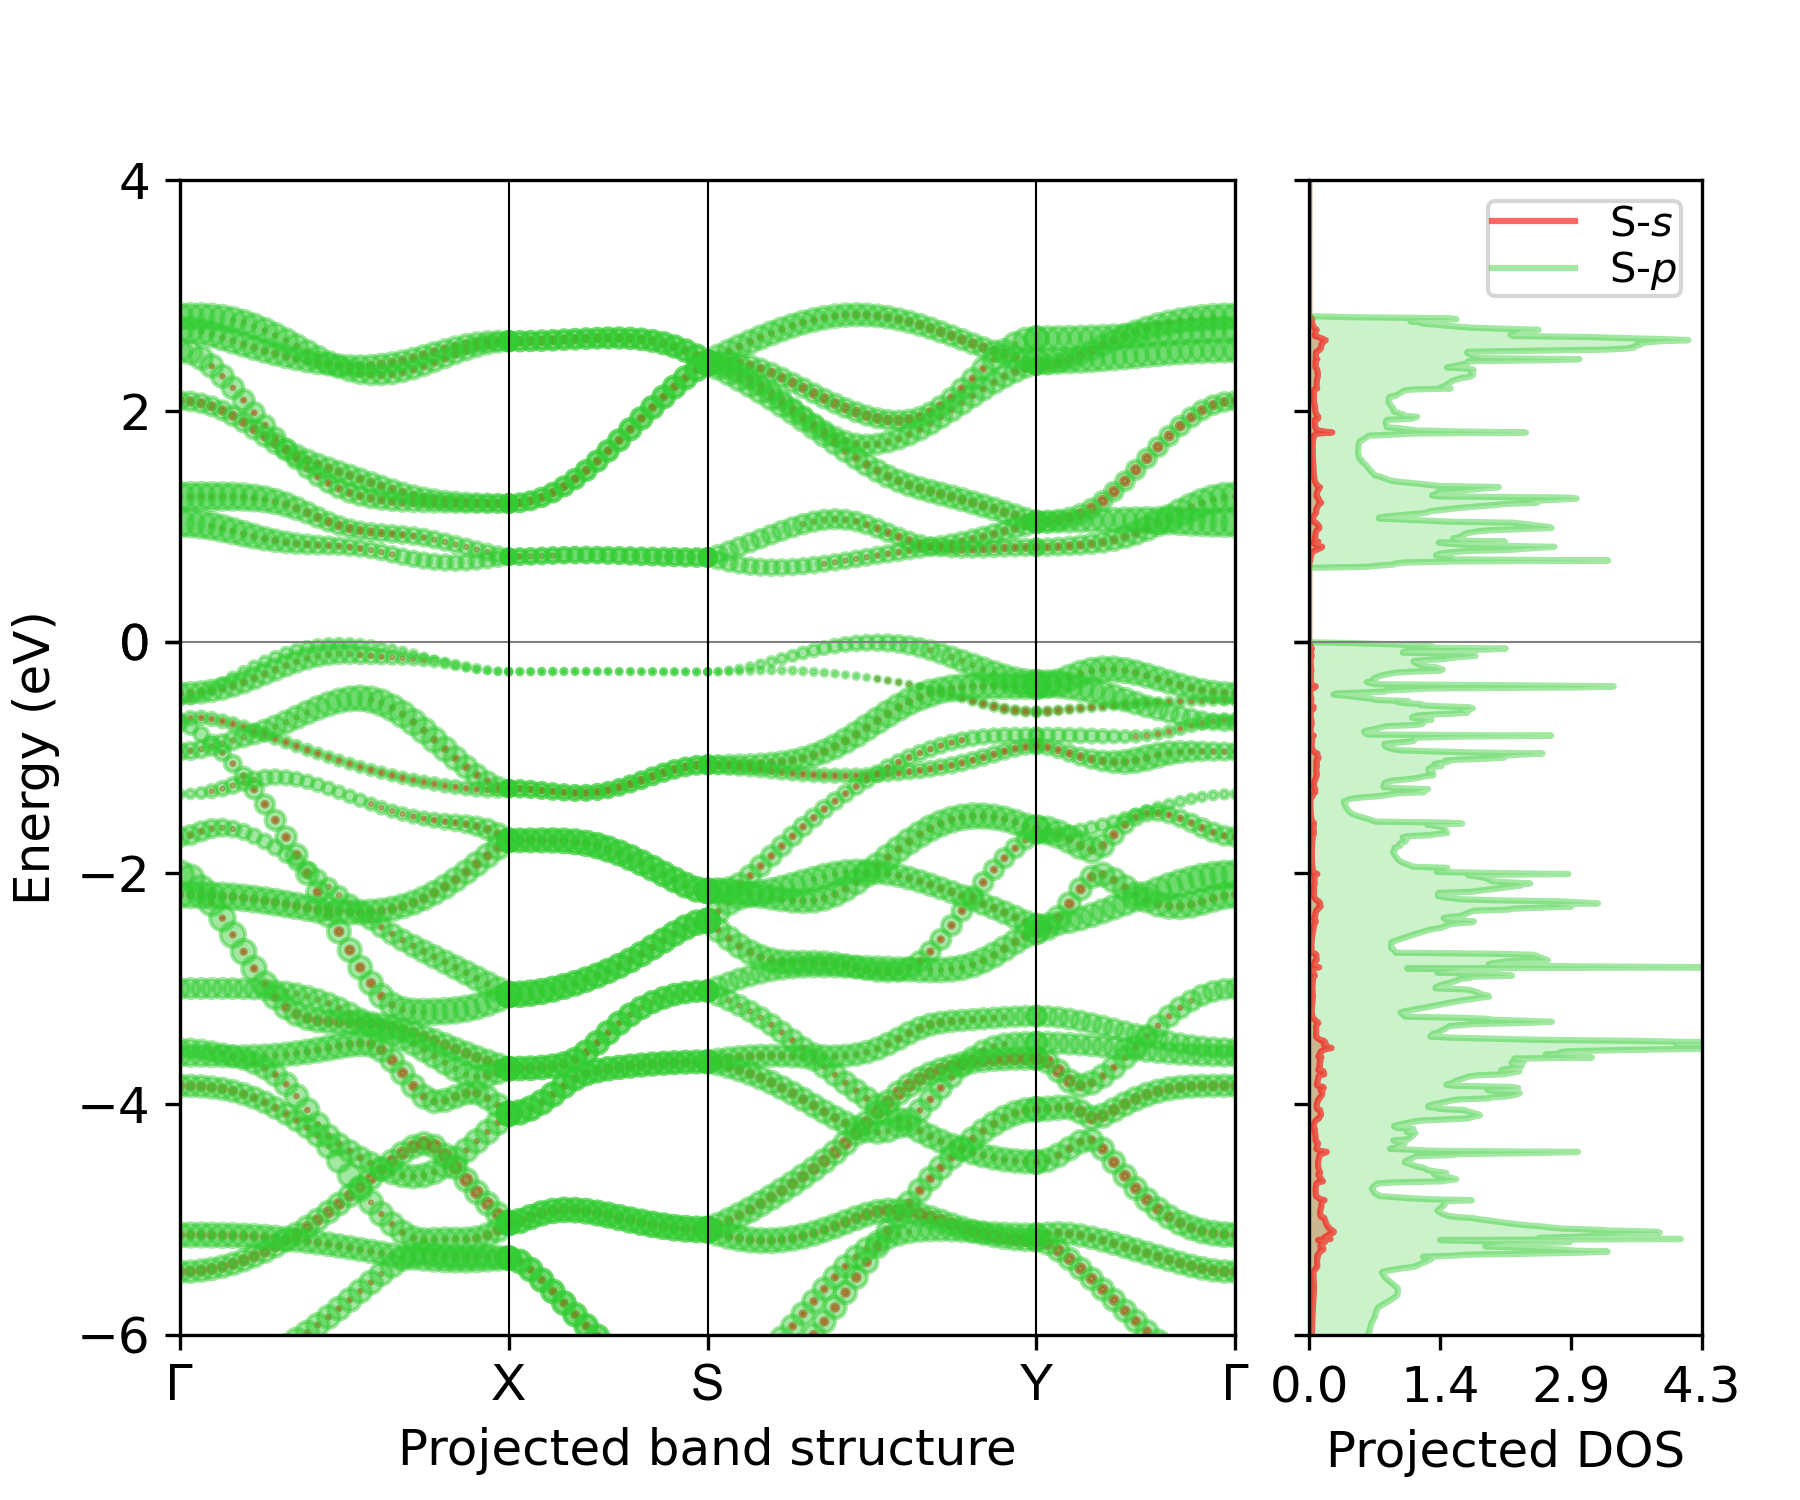 4
2
0
−2
−4
−6
Energy (eV)
Γ X S Y Γ
Projected band structure
S-s
S-p
0.0 1.4 2.9 4.3
Projected DOS